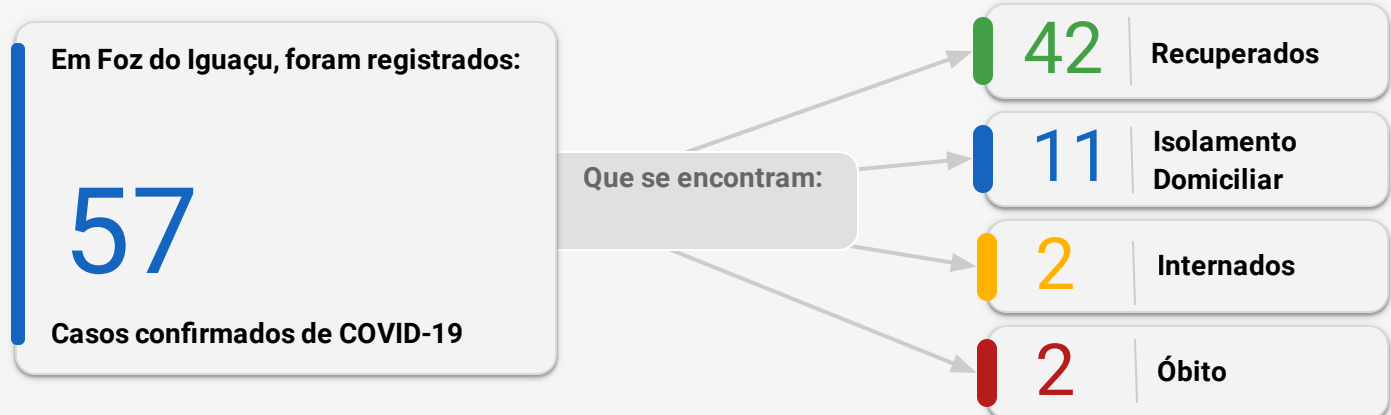 Em Foz do Iguaçu, foram registrados:
57
Casos confirmados de COVID-19
Que se encontram:
42
Recuperados
11
Isolamento
Domiciliar
2
Internados
2
Óbito